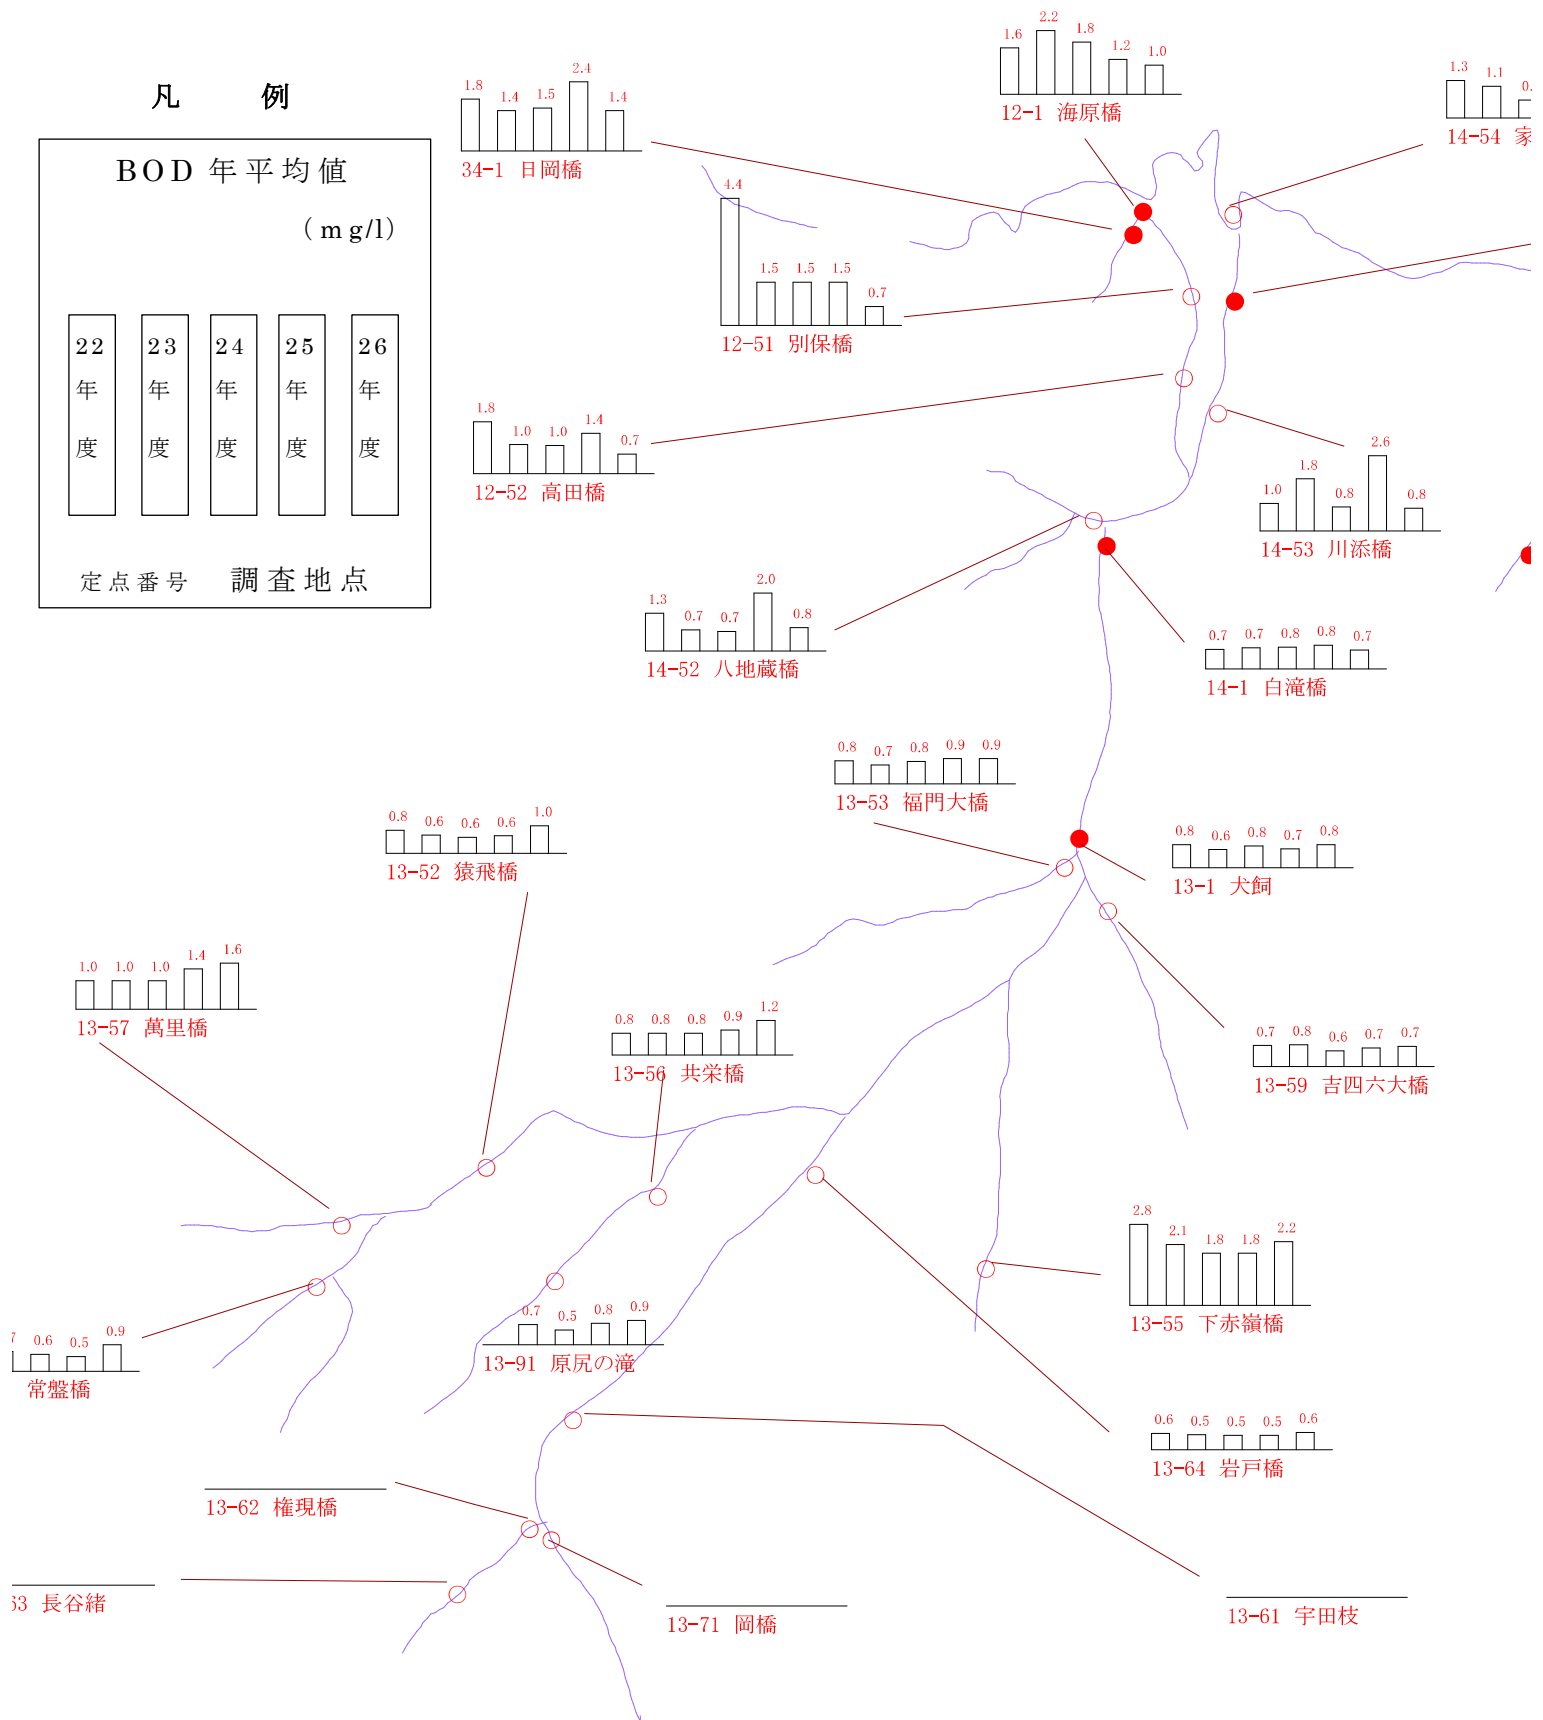 凡 例
BOD 年平均値
(mg/l)
22年度 23年度 24年度 25年度 26年度
定点番号 調査地点
1.8 1.4 1.5 2.4 1.4
34-1 日岡橋
1.6 2.2 1.8 1.2 1.0
12-1 海原橋
1.3 1.1 0.
14-54 家
4.4 1.5 1.5 1.5 0.7
12-51 別保橋
1.8 1.0 1.0 1.4 0.7
12-52 高田橋
1.0 1.8 0.8 2.6 0.8
14-53 川添橋
1.3 0.7 0.7 2.0 0.8
14-52 八地蔵橋
0.7 0.7 0.8 0.8 0.7
14-1 白滝橋
0.8 0.7 0.8 0.9 0.9
13-53 福門大橋
0.8 0.6 0.6 0.6 1.0
13-52 猿飛橋
0.8 0.6 0.8 0.7 0.8
13-1 犬飼
1.0 1.0 1.0 1.4 1.6
13-57 萬里橋
0.8 0.8 0.8 0.9 1.2
13-56 共栄橋
0.7 0.8 0.6 0.7 0.7
13-59 吉四六大橋
2.8 2.1 1.8 1.8 2.2
13-55 下赤嶺橋
7 0.6 0.5 0.9
常盤橋
0.7 0.5 0.8 0.9
13-91 原尻の滝
0.6 0.5 0.5 0.5 0.6
13-64 岩戸橋
13-62 権現橋
63 長谷緒
13-71 岡橋
13-61 宇田枝